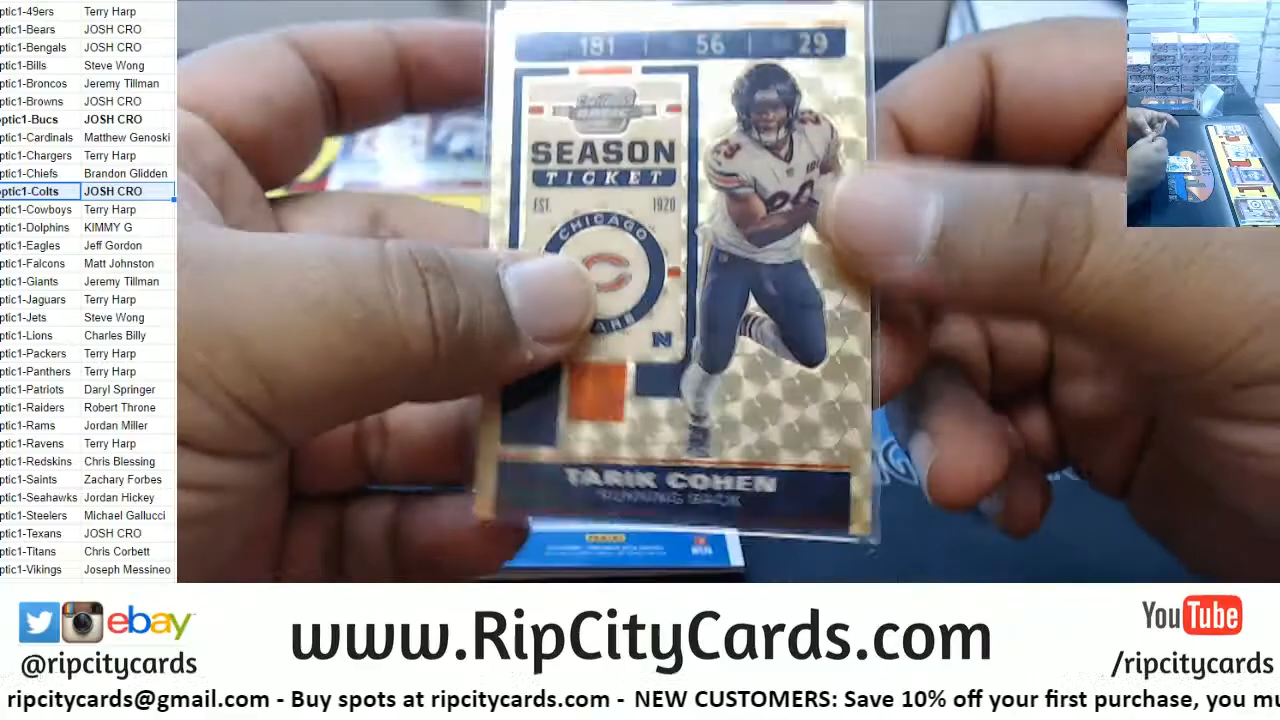 ptic1-49ers Terry Harp
ptic1-Bears JOSH CRO
ptic1-Bengals JOSH CRO
ptic1-Bills Steve Wong
ptic1-Broncos Jeremy Tillman
ptic1-Browns JOSH CRO
ptic1-Bucs JOSH CRO
ptic1-Cardinals Matthew Genoski
ptic1-Chargers Terry Harp
ptic1-Chiefs Brandon Glidden
optic1-Colts JOSH CRO
ptic1-Cowboys Terry Harp
ptic1-Dolphins KIMMY G
ptic1-Eagles Jeff Gordon
ptic1-Falcons Matt Johnston
ptic1-Giants Jeremy Tillman
ptic1-Jaguars Terry Harp
ptic1-Jets Steve Wong
ptic1-Lions Charles Billy
ptic1-Packers Terry Harp
ptic1-Panthers Terry Harp
ptic1-Patriots Daryl Springer
ptic1-Raiders Robert Throne
ptic1-Rams Jordan Miller
ptic1-Ravens Terry Harp
ptic1-Redskins Chris Blessing
ptic1-Saints Zachary Forbes
ptic1-Seahawks Jordan Hickey
ptic1-Steelers Michael Gallucci
ptic1-Texans JOSH CRO
ptic1-Titans Chris Corbett
ptic1-Vikings Joseph Messineo
181 | 56 | 29
SEASON
TICKET
EST. 1920
CHICAGO
TARIK COHEN
RUNNING BACK
PANINI
ebay
@ripcitycards
www.RipCityCards.com
YouTube
/ripcitycards
ripcitycards@gmail.com - Buy spots at ripcitycards.com - NEW CUSTOMERS: Save 10% off your first purchase, you mu